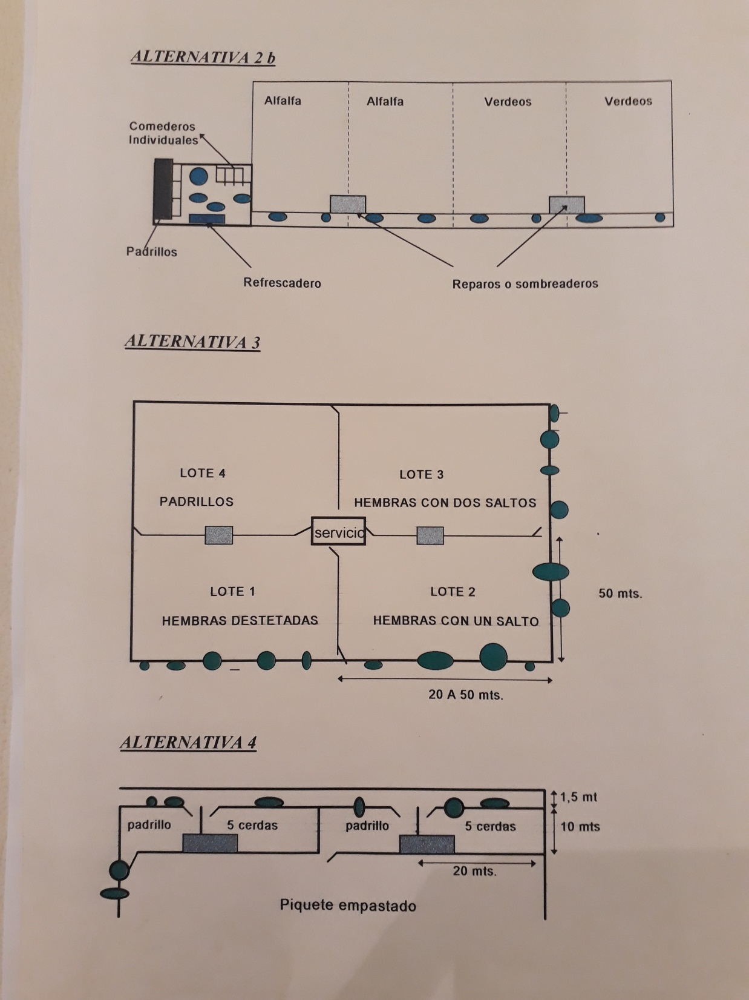 ALTERNATIVA 2 b
Alfalfa
Alfalfa
Verdeos
Verdeos
Comederos
Individuales
Padrillos
Refrescadero
Reparos o sombreaderos
ALTERNATIVA 3
LOTE 4
PADRILLOS
LOTE 3
HEMBRAS CON DOS SALTOS
servicio
LOTE 1
HEMBRAS DESTETADAS
LOTE 2
HEMBRAS CON UN SALTO
50 mts.
20 A 50 mts.
ALTERNATIVA 4
1,5 mt
padrillo
5 cerdas
padrillo
5 cerdas
10 mts
20 mts.
Piquete empastado